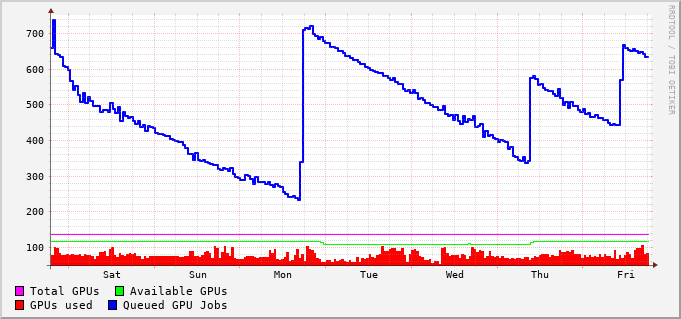 700
600
500
400
300
200
100
Sat Sun Mon Tue Wed Thu Fri
Total GPUs Available GPUs
GPUs used Queued GPU Jobs
RRDTOOL / TOBI OETIKER